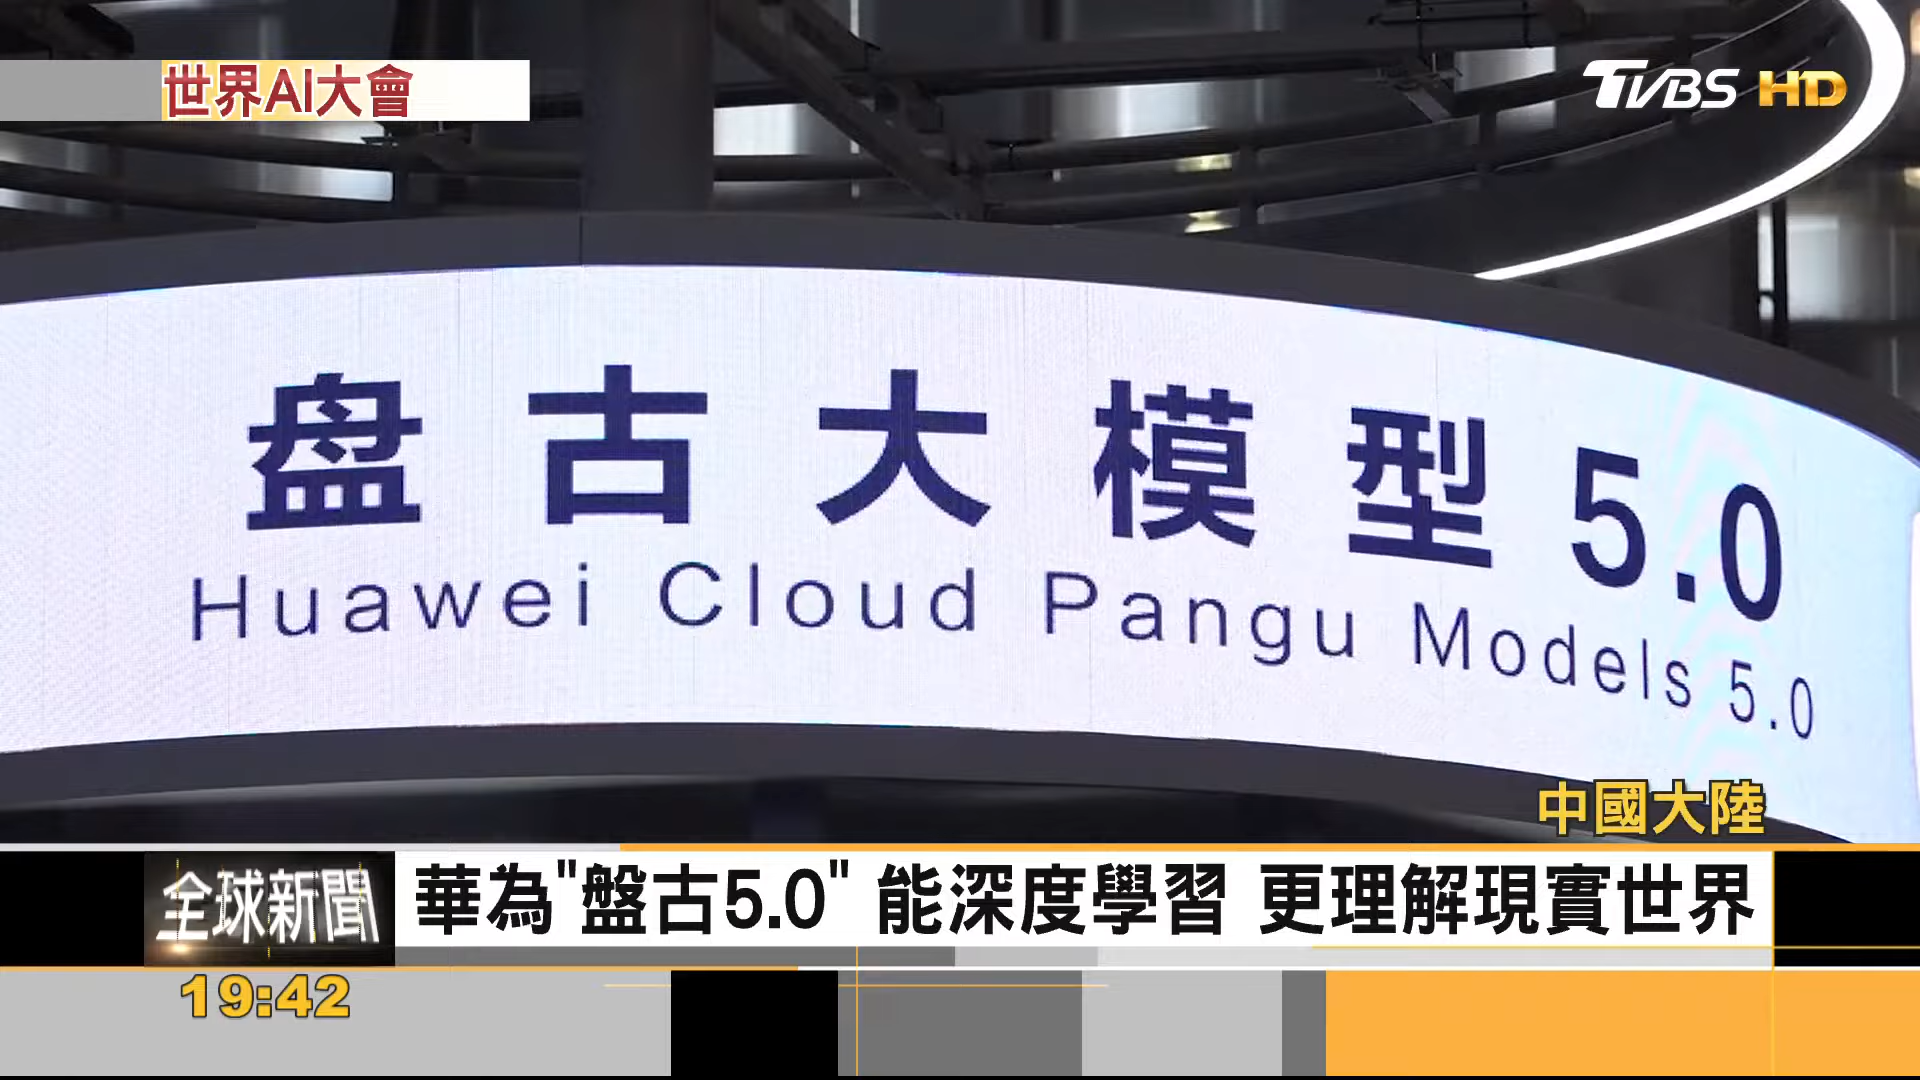 世界AI大會
TVBS HD
盘古大模型5.0
Huawei Cloud Pangu Models 5.0
中國大陸
全球新聞
華為"盤古5.0" 能深度學習 更理解現實世界
19:42